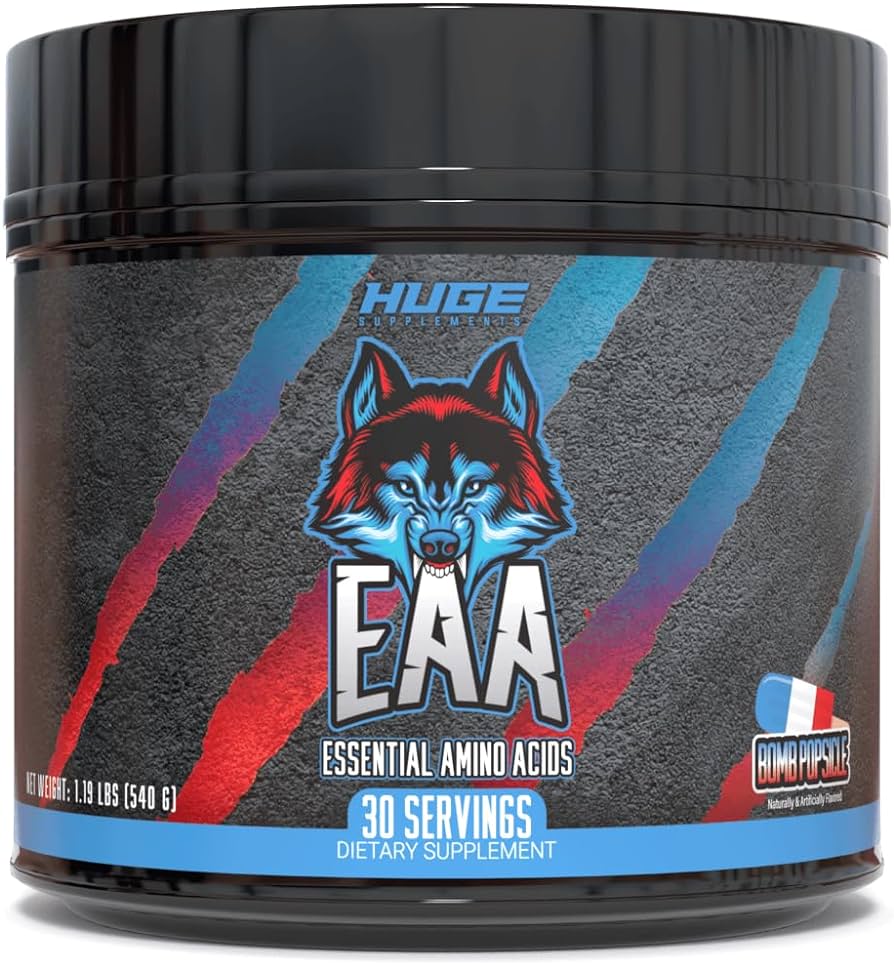 HUGE
SUPPLEMENTS
EAA
ESSENTIAL AMINO ACIDS
BOMB POPSICLE
Naturally & Artificially Flavored
NET WEIGHT: 1.19 LBS (540 G)
30 SERVINGS
DIETARY SUPPLEMENT